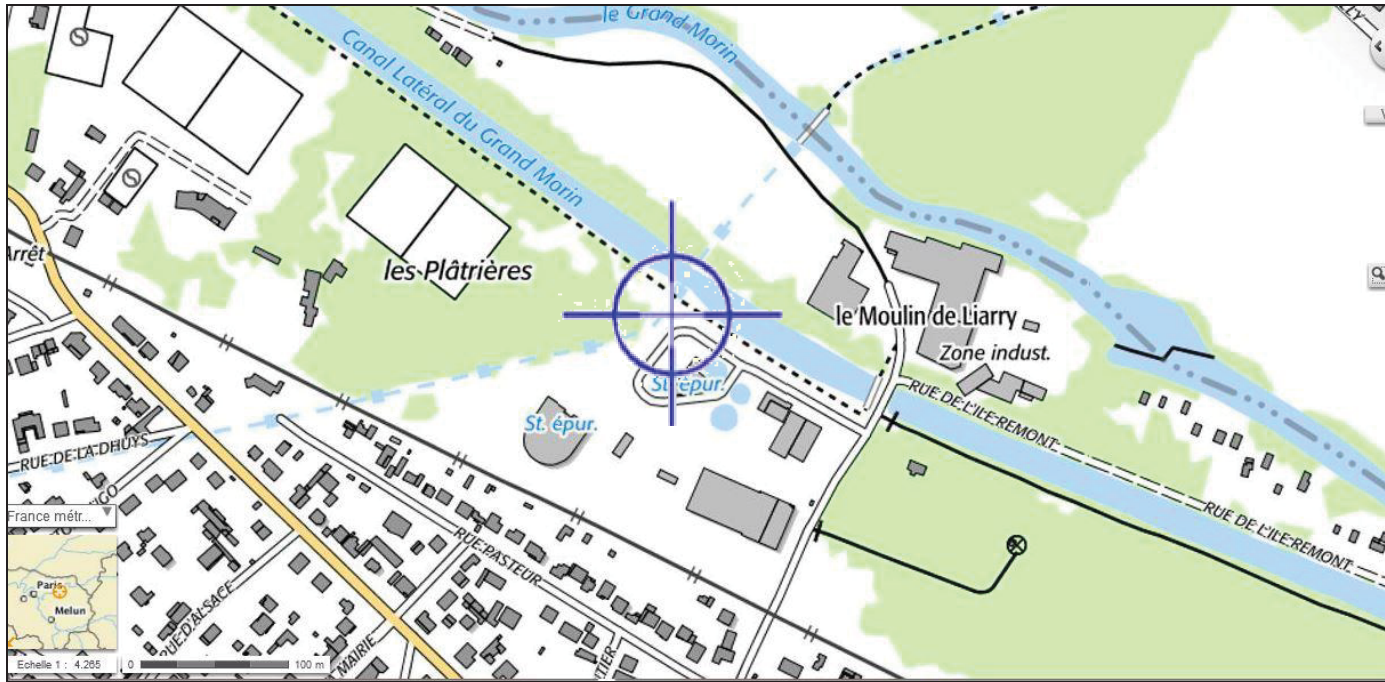 le Grand Morin
Canal Latéral du Grand Morin
Arrêt
les Plâtrières
le Moulin de Liarry
Zone indust.
St. épur.
St. épur.
RUE DE L'ILE REMONT
RUE DE L'ILE REMONT
RUE DE LA DHUYS
RUE PASTEUR
RUE D'ALSACE
MAIRIE
France métr...
Paris
Melun
Echelle 1 : 4.265
0
100 m